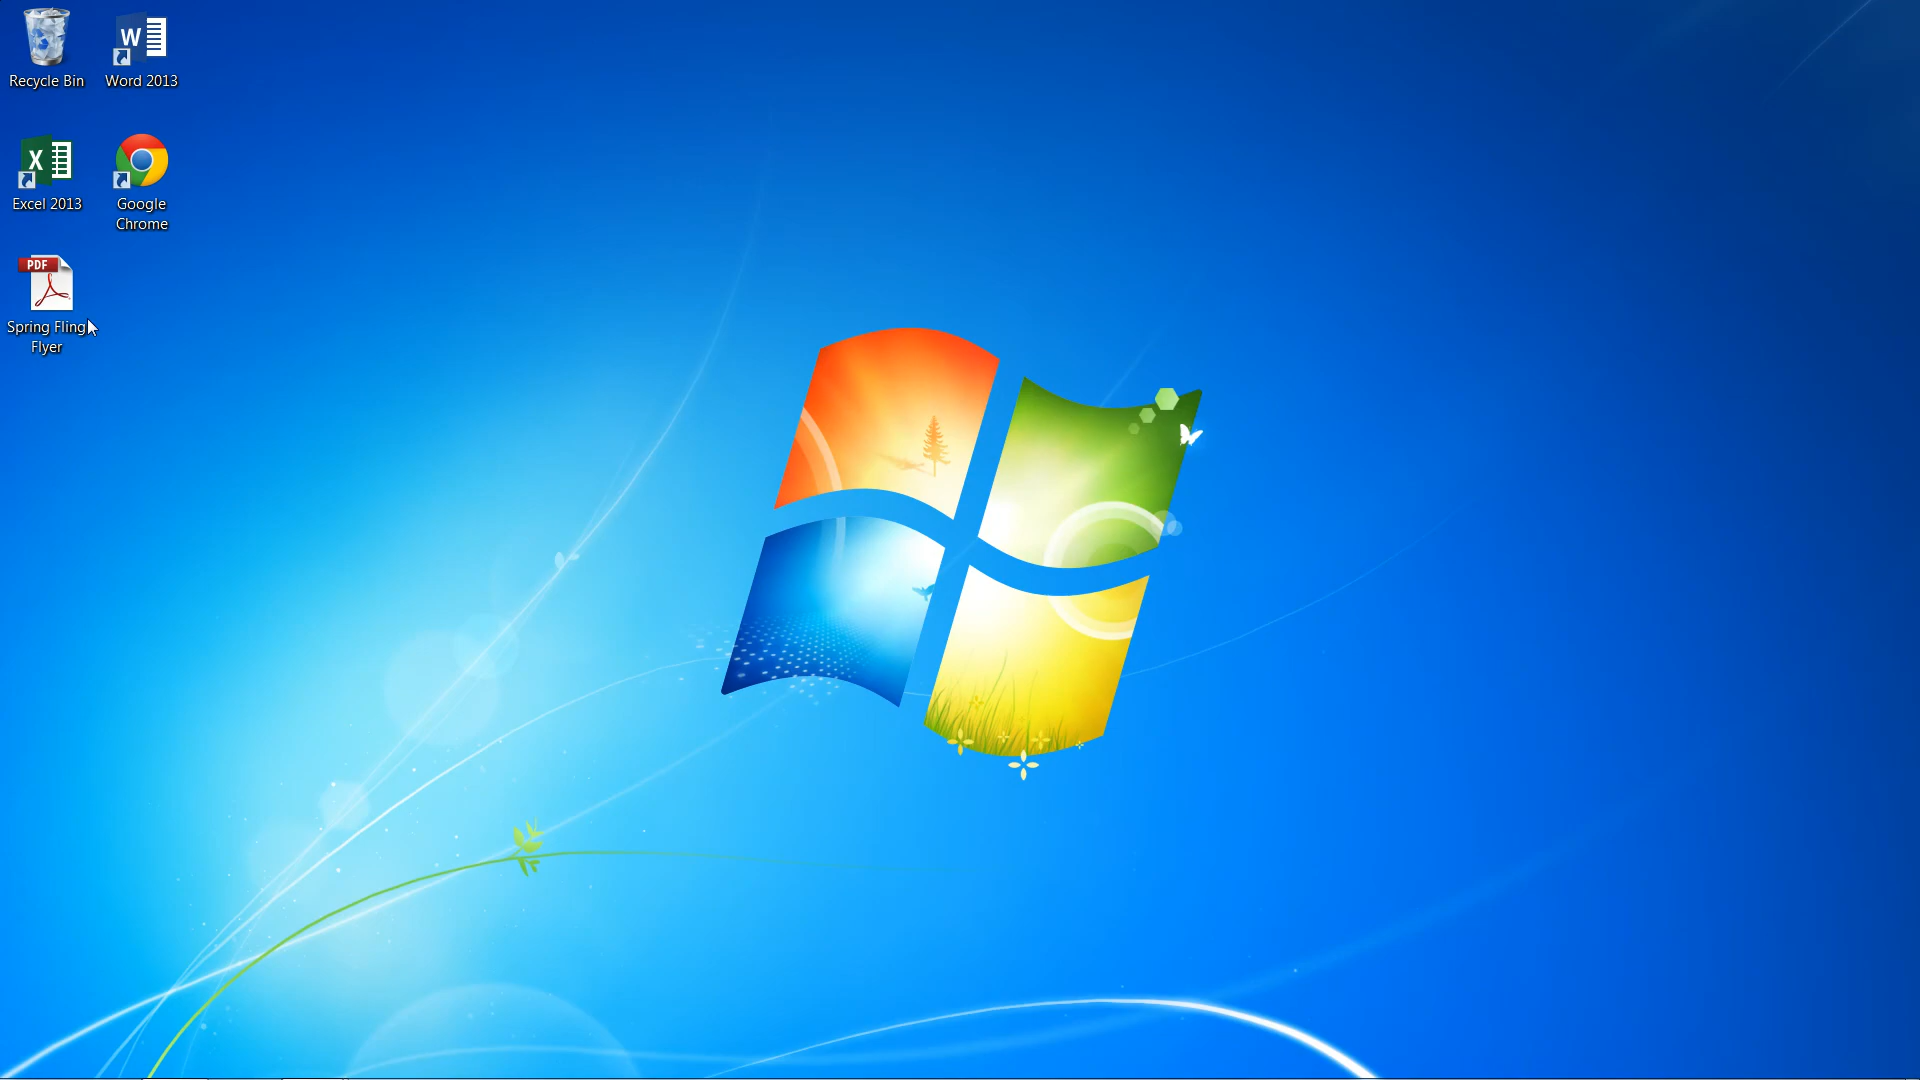 Recycle Bin
W
Word 2013
X
Excel 2013
Google
Chrome
PDF
Spring Fling
Flyer